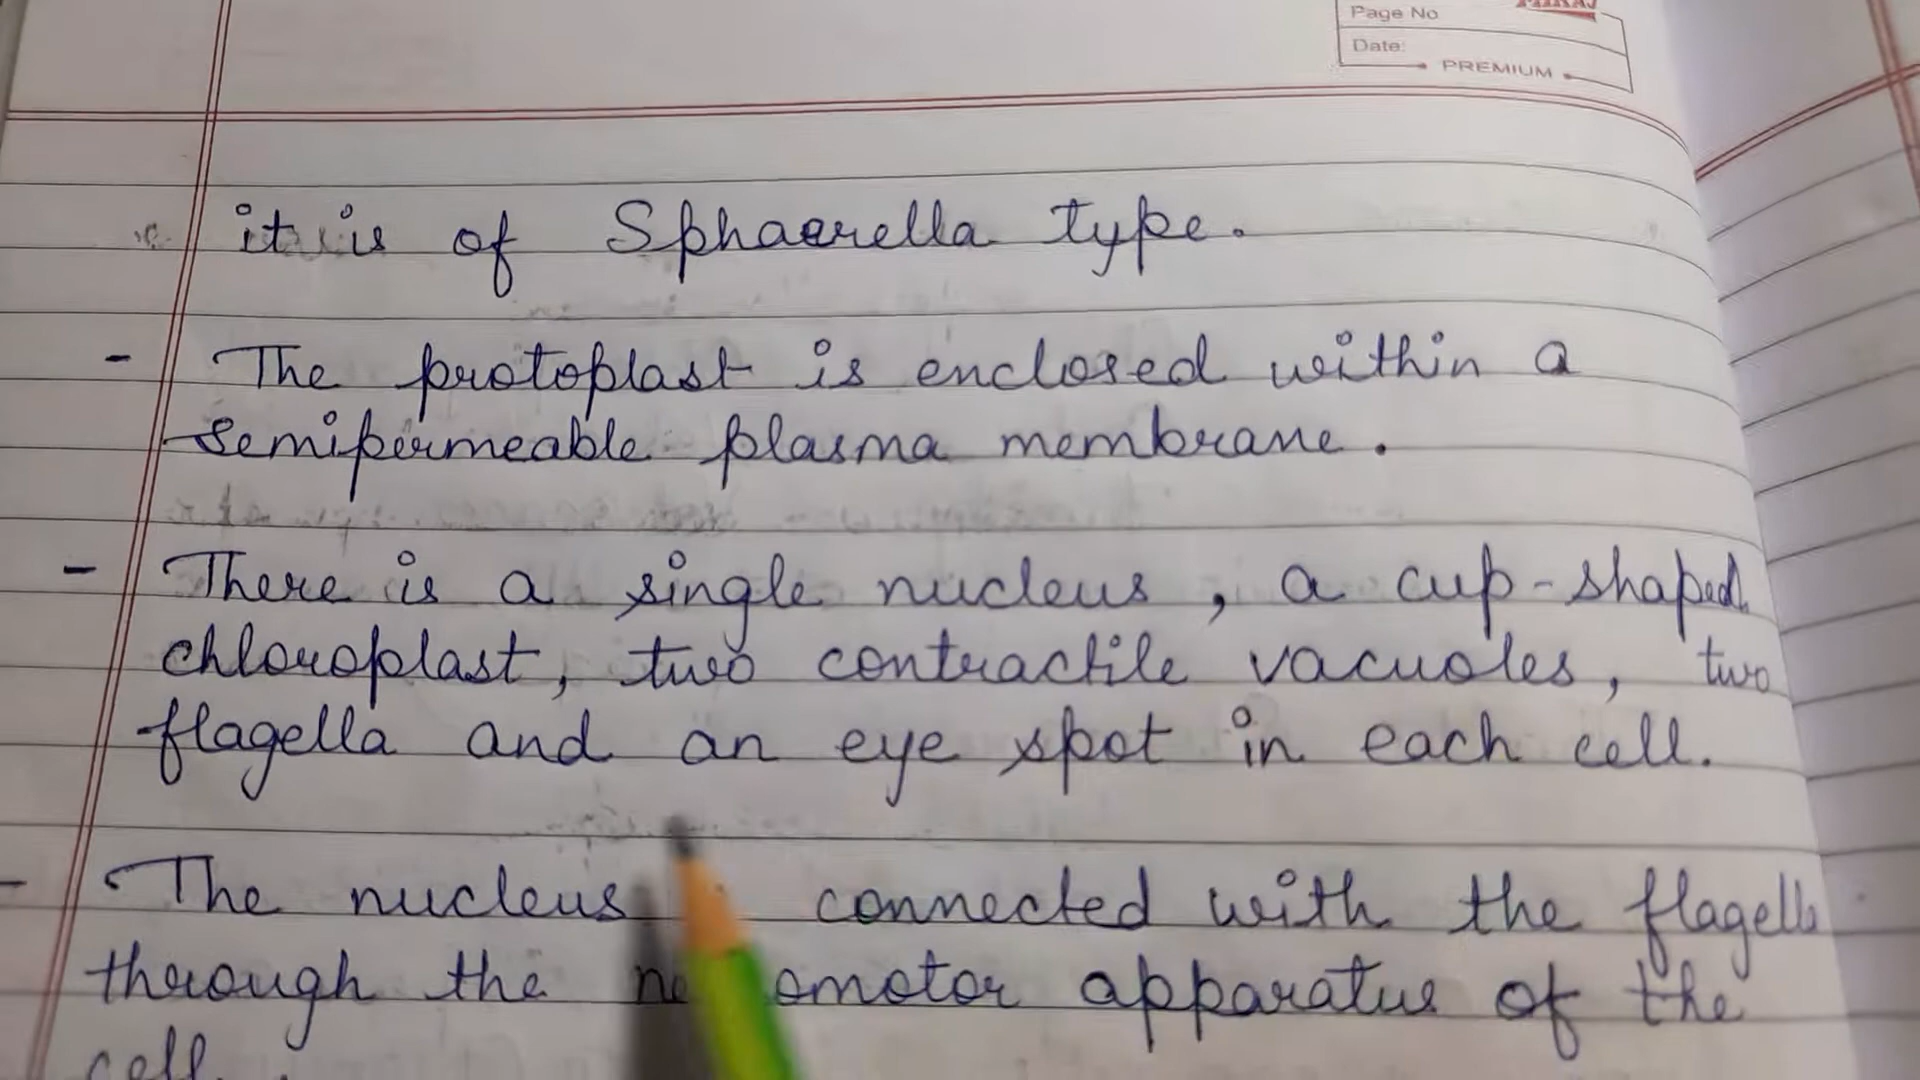 Page No
Date:
PREMIUM
it is of Sphaerella type.
- The protoplast is enclosed within a
semipermeable plasma membrane.
- There is a single nucleus, a cup-shaped
chloroplast, two contractile vacuoles, two
flagella and an eye spot in each cell.
- The nucleus connected with the flagella
through the apparatus of the
cell.